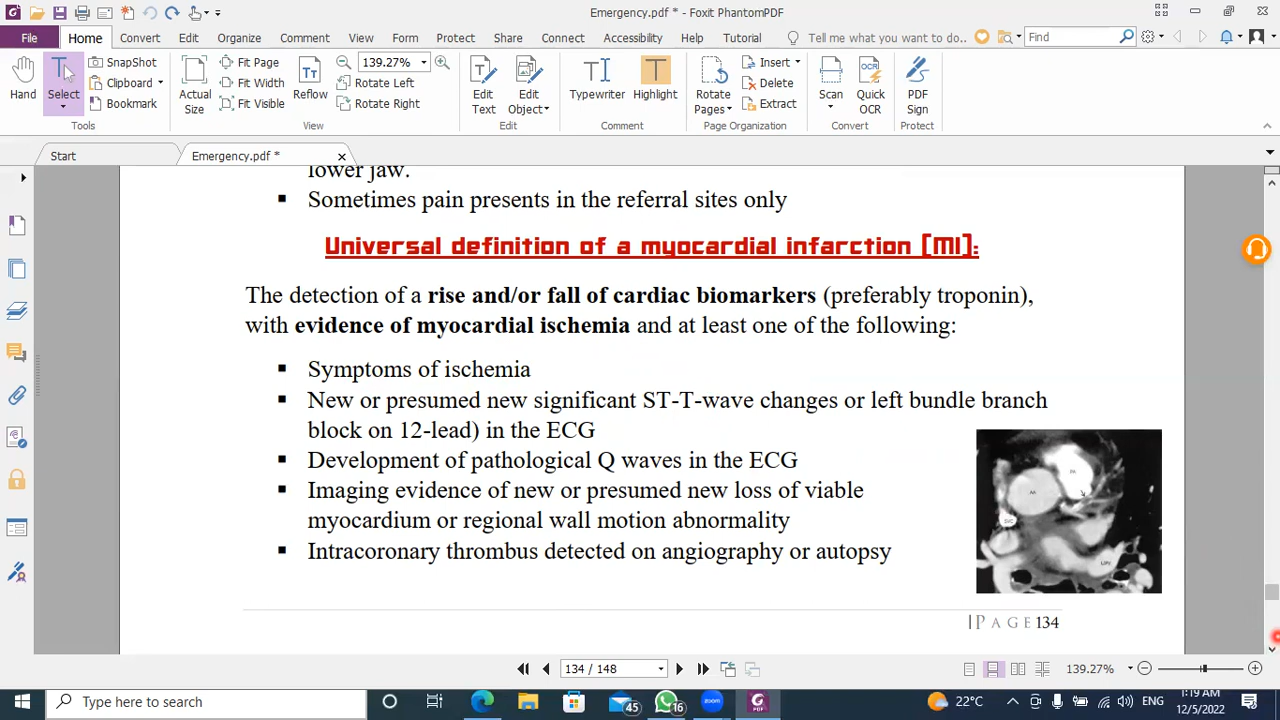 Emergency.pdf * - Foxit PhantomPDF
File Home Convert Edit Organize Comment View Form Protect Share Connect Accessibility Help Tutorial Tell me what you want to do.. Find
Hand
Select
SnapShot
Clipboard
Bookmark
Tools
Actual Size
Fit Page
Fit Width
Fit Visible
Reflow
139.27%
Rotate Left
Rotate Right
View
Edit Text
Edit Object
Edit
Typewriter
Highlight
Comment
Rotate Pages
Insert
Delete
Extract
Page Organization
Scan
Quick OCR
Convert
PDF Sign
Protect
Start
Emergency.pdf *
lower jaw.
▪ Sometimes pain presents in the referral sites only
Universal definition of a myocardial infarction [MI]:
The detection of a rise and/or fall of cardiac biomarkers (preferably troponin),
with evidence of myocardial ischemia and at least one of the following:
▪ Symptoms of ischemia
▪ New or presumed new significant ST-T-wave changes or left bundle branch
block on 12-lead) in the ECG
▪ Development of pathological Q waves in the ECG
▪ Imaging evidence of new or presumed new loss of viable
myocardium or regional wall motion abnormality
▪ Intracoronary thrombus detected on angiography or autopsy
AA
SVC
| PAGE 134
134 / 148
139.27%
Type here to search
45
16
zoom
PDF
22°C
ENG
1:19 AM
12/5/2022